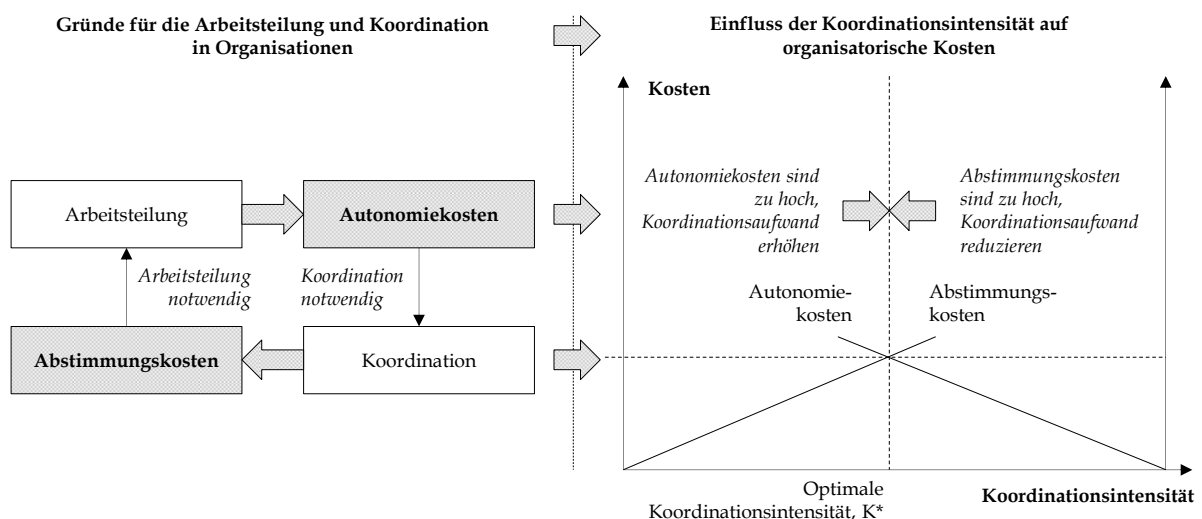 Gründe für die Arbeitsteilung und Koordination
in Organisationen
Arbeitsteilung
Autonomiekosten
Arbeitsteilung
notwendig
Koordination
notwendig
Abstimmungskosten
Koordination
Einfluss der Koordinationsintensität auf
organisatorische Kosten
Kosten
Autonomiekosten sind
zu hoch,
Koordinationsaufwand
erhöhen
Abstimmungskosten
sind zu hoch,
Koordinationsaufwand
reduzieren
Autonomie-
kosten
Abstimmungs-
kosten
Optimale
Koordinationsintensität, K*
Koordinationsintensität